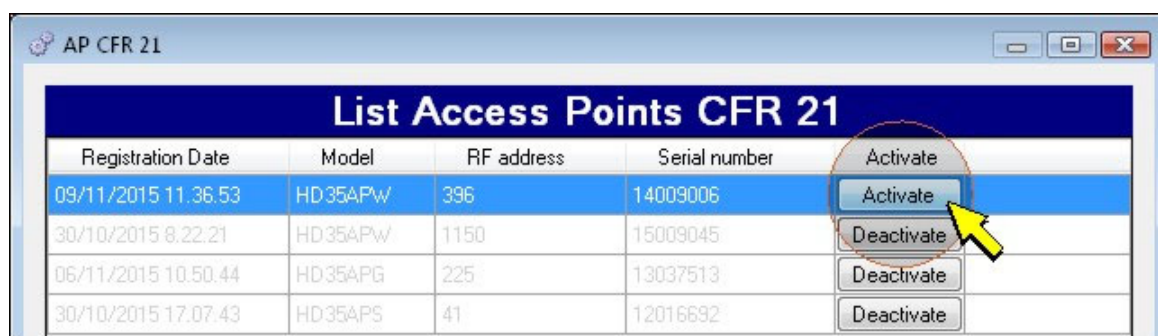 AP CFR 21
List Access Points CFR 21
Registration Date Model RF address Serial number Activate
09/11/2015 11.36.53 HD35APW 396 14009006 Activate
30/10/2015 8.22.21 HD35APW 1150 15009045 Deactivate
06/11/2015 10.50.44 HD35APG 225 13037513 Deactivate
30/10/2015 17.07.43 HD35APS 41 12016692 Deactivate